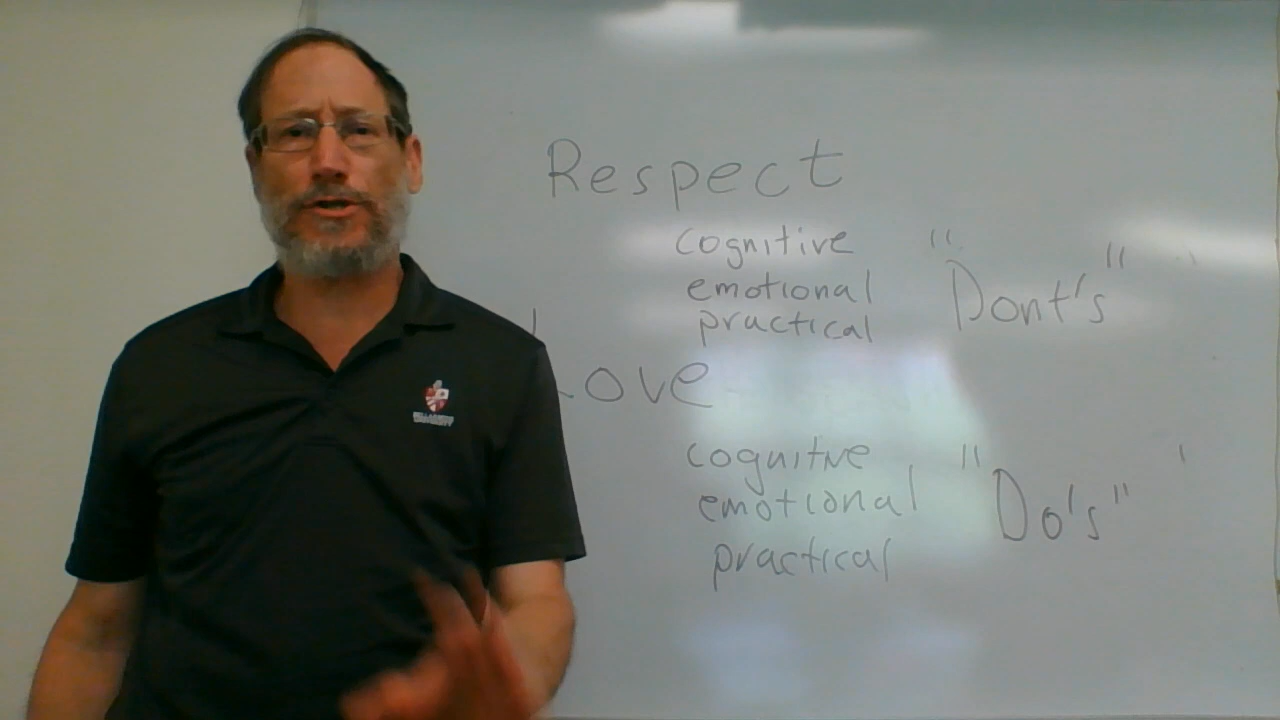 Respect
cognitive
emotional
practical
"Dont's"
Love
cognitive
emotional
practical
"Do's"